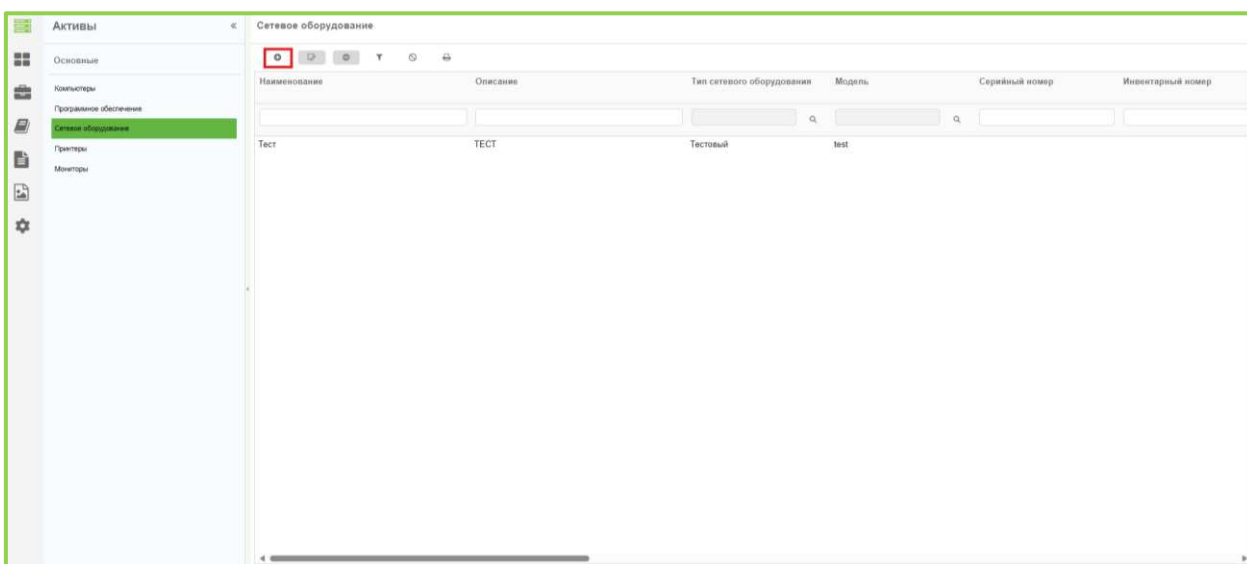 Активы «
Сетевое оборудование
Основные
Наименование Описание Тип сетевого оборудования Модель Серийный номер Инвентарный номер
Компьютеры
Программное обеспечение
Сетевое оборудование
Принтеры
Мониторы
Тест ТЕСТ Тестовый test